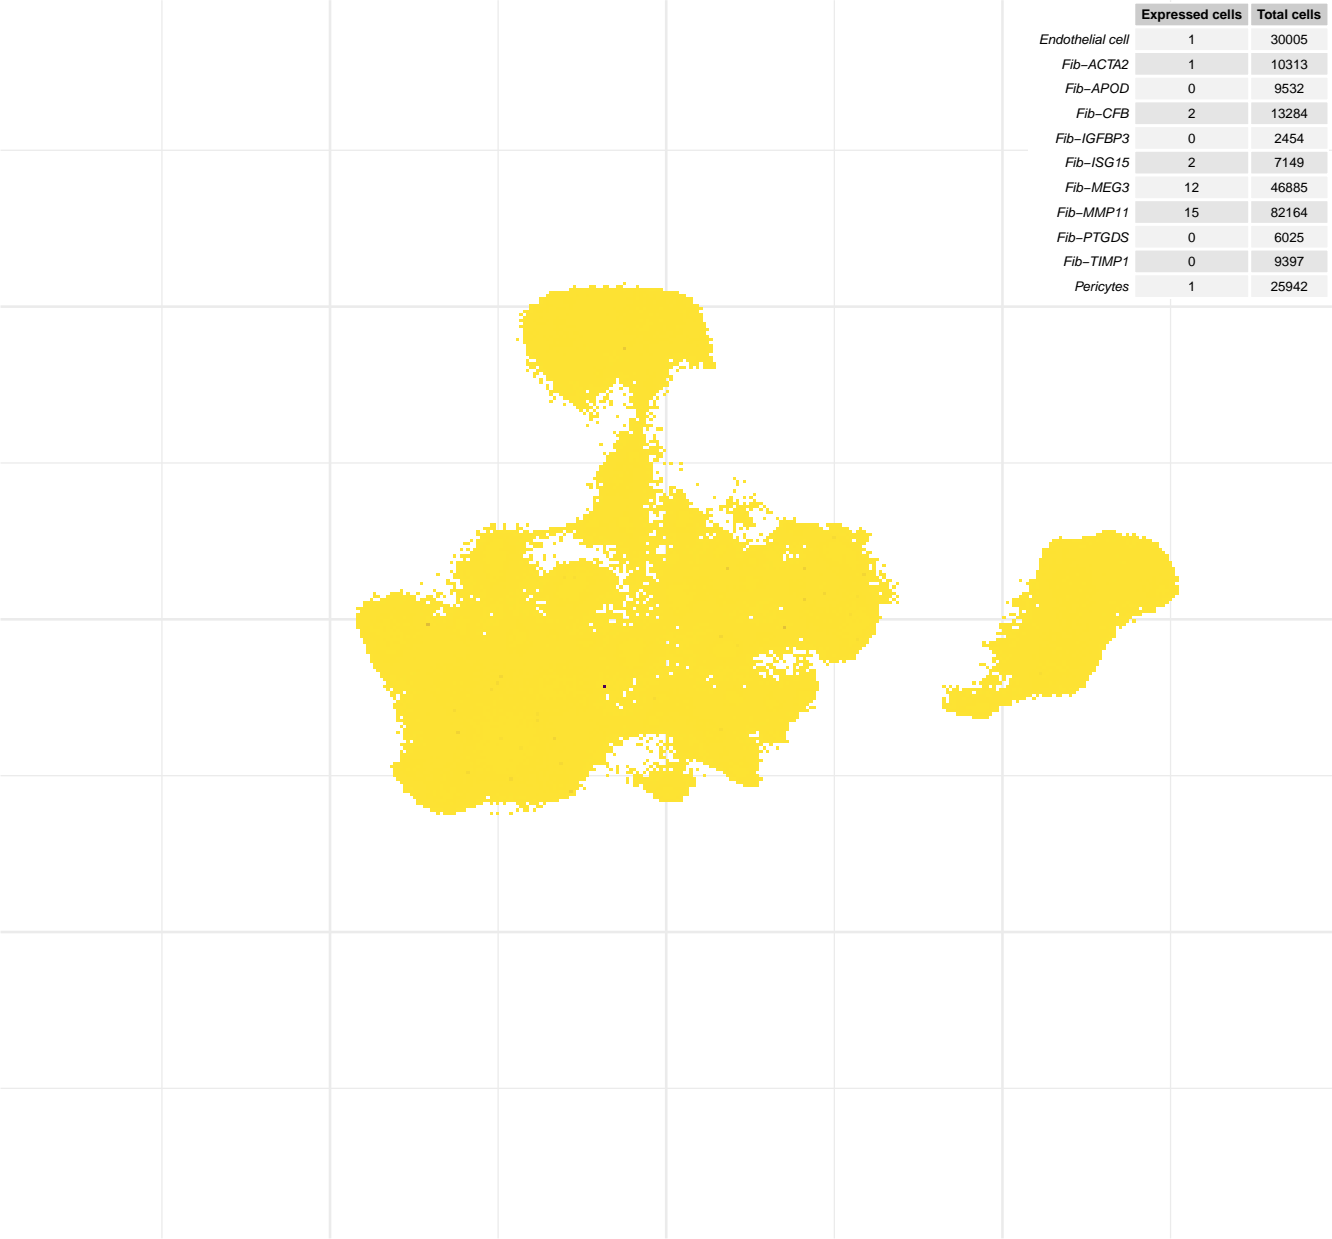 Expressed cells Total cells
Endothelial cell 1 30005
Fib−ACTA2 1 10313
Fib−APOD 0 9532
Fib−CFB 2 13284
Fib−IGFBP3 0 2454
Fib−ISG15 2 7149
Fib−MEG3 12 46885
Fib−MMP11 15 82164
Fib−PTGDS 0 6025
Fib−TIMP1 0 9397
Pericytes 1 25942